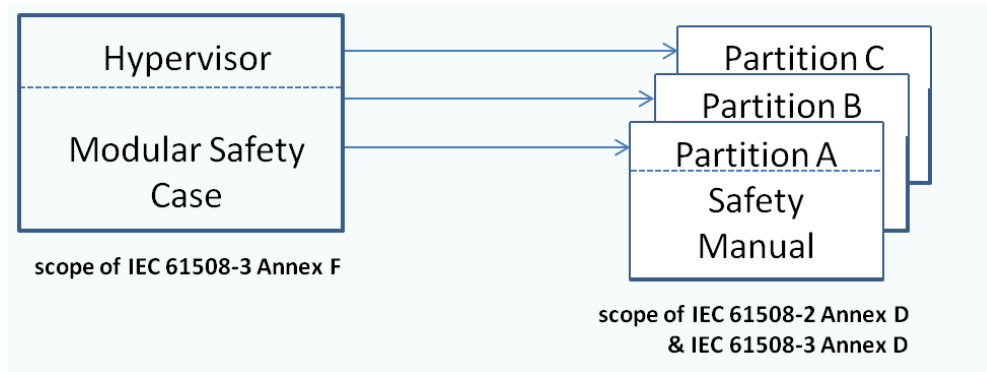 Hypervisor
Modular Safety
Case
scope of IEC 61508-3 Annex F
Partition C
Partition B
Partition A
Safety
Manual
scope of IEC 61508-2 Annex D
& IEC 61508-3 Annex D